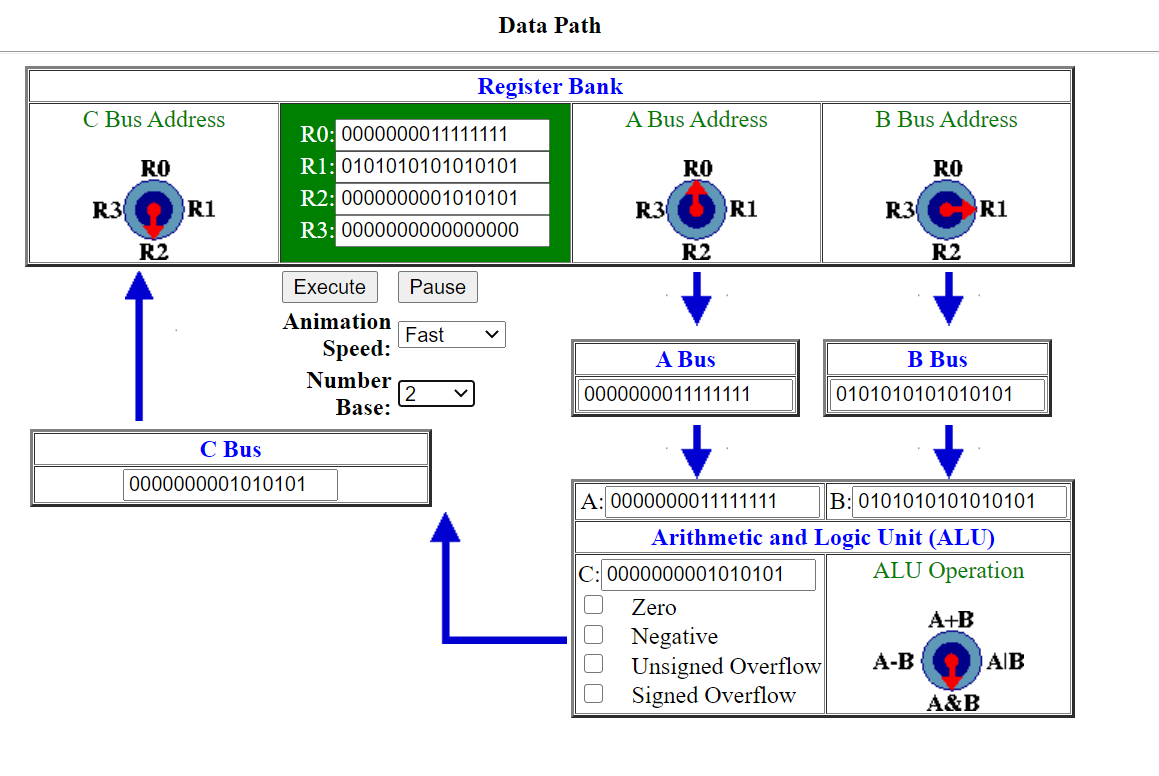 Data Path
Register Bank
C Bus Address
R0
R3
R1
R2
R0: 0000000011111111
R1: 0101010101010101
R2: 0000000001010101
R3: 0000000000000000
A Bus Address
R0
R3
R1
R2
B Bus Address
R0
R3
R1
R2
Execute
Pause
Animation
Speed:
Fast
Number
Base:
2
A Bus
0000000011111111
B Bus
0101010101010101
C Bus
0000000001010101
A: 0000000011111111
B: 0101010101010101
Arithmetic and Logic Unit (ALU)
C: 0000000001010101
Zero
Negative
Unsigned Overflow
Signed Overflow
ALU Operation
A+B
A-B
A|B
A&B